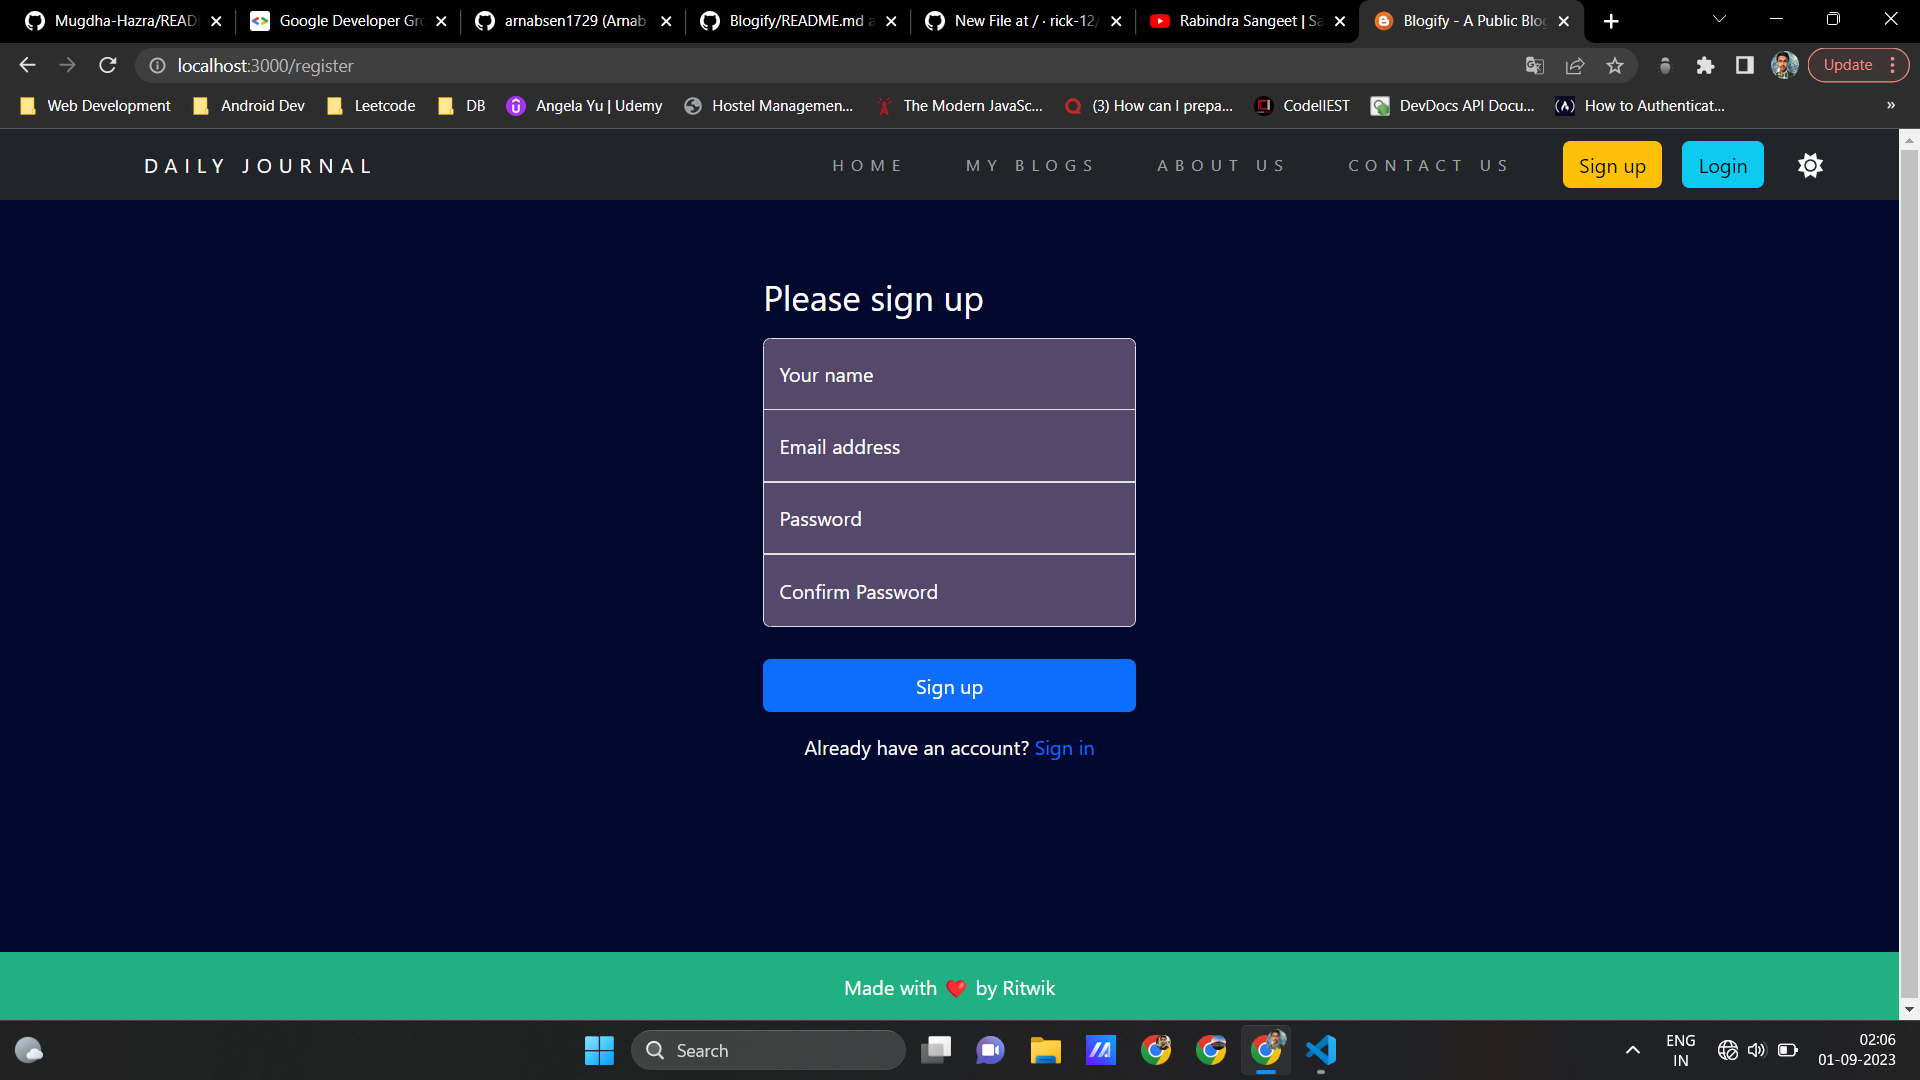 Mugdha-Hazra/READ
Google Developer Gro
arnabsen1729 (Arnab
Blogify/README.md a
New File at / · rick-12/
Rabindra Sangeet | Sa
Blogify - A Public Blog
localhost:3000/register
Update
Web Development
Android Dev
Leetcode
DB
Angela Yu | Udemy
Hostel Managemen...
The Modern JavaSc...
(3) How can I prepa...
CodeIIEST
DevDocs API Docu...
How to Authenticat...
»
DAILY JOURNAL
HOME
MY BLOGS
ABOUT US
CONTACT US
Sign up
Login
Please sign up
Your name
Email address
Password
Confirm Password
Sign up
Already have an account? Sign in
Made with ❤️ by Ritwik
Search
ENG
IN
02:06
01-09-2023